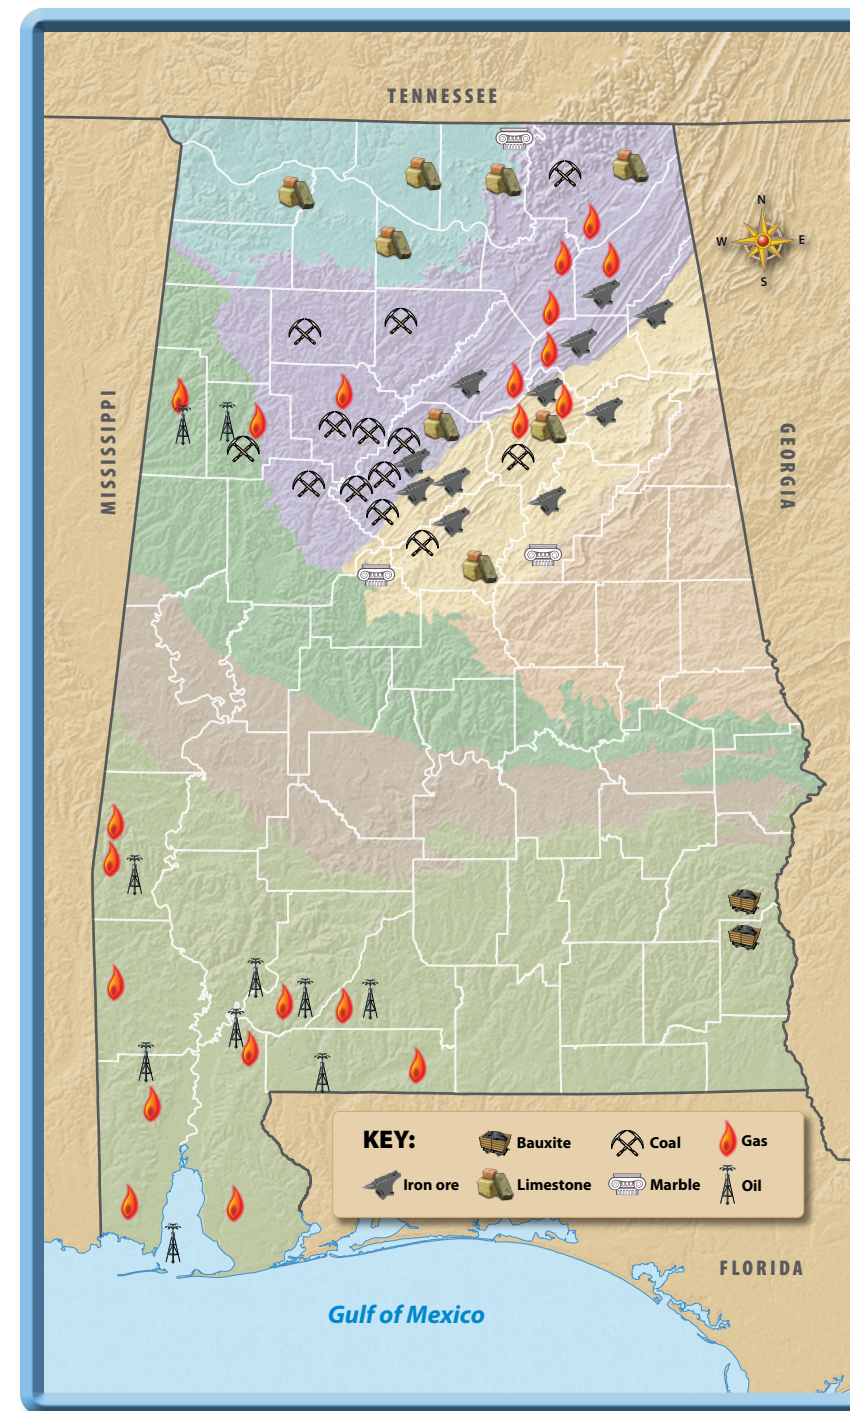 TENNESSEE
N
W E
S
MISSISSIPPI
GEORGIA
KEY:
Bauxite
Coal
Gas
Iron ore
Limestone
Marble
Oil
FLORIDA
Gulf of Mexico